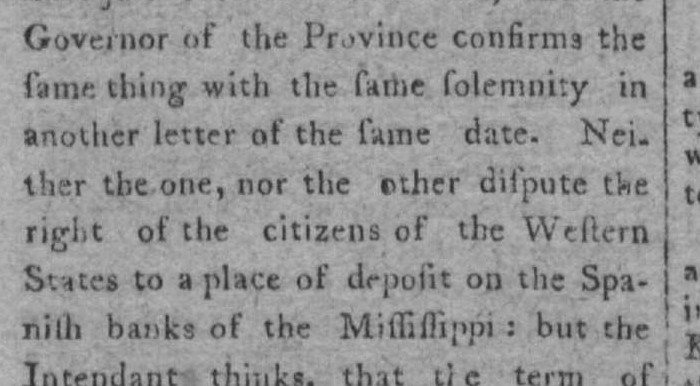 Governor of the Province confirms the
ſame thing with the ſame ſolemnity in
another letter of the ſame date. Nei-
ther the one, nor the other diſpute the
right of the citizens of the Weſtern
States to a place of depoſit on the Spa-
niſh banks of the Miſſiſſippi : but the
Intendant thinks, that the term of